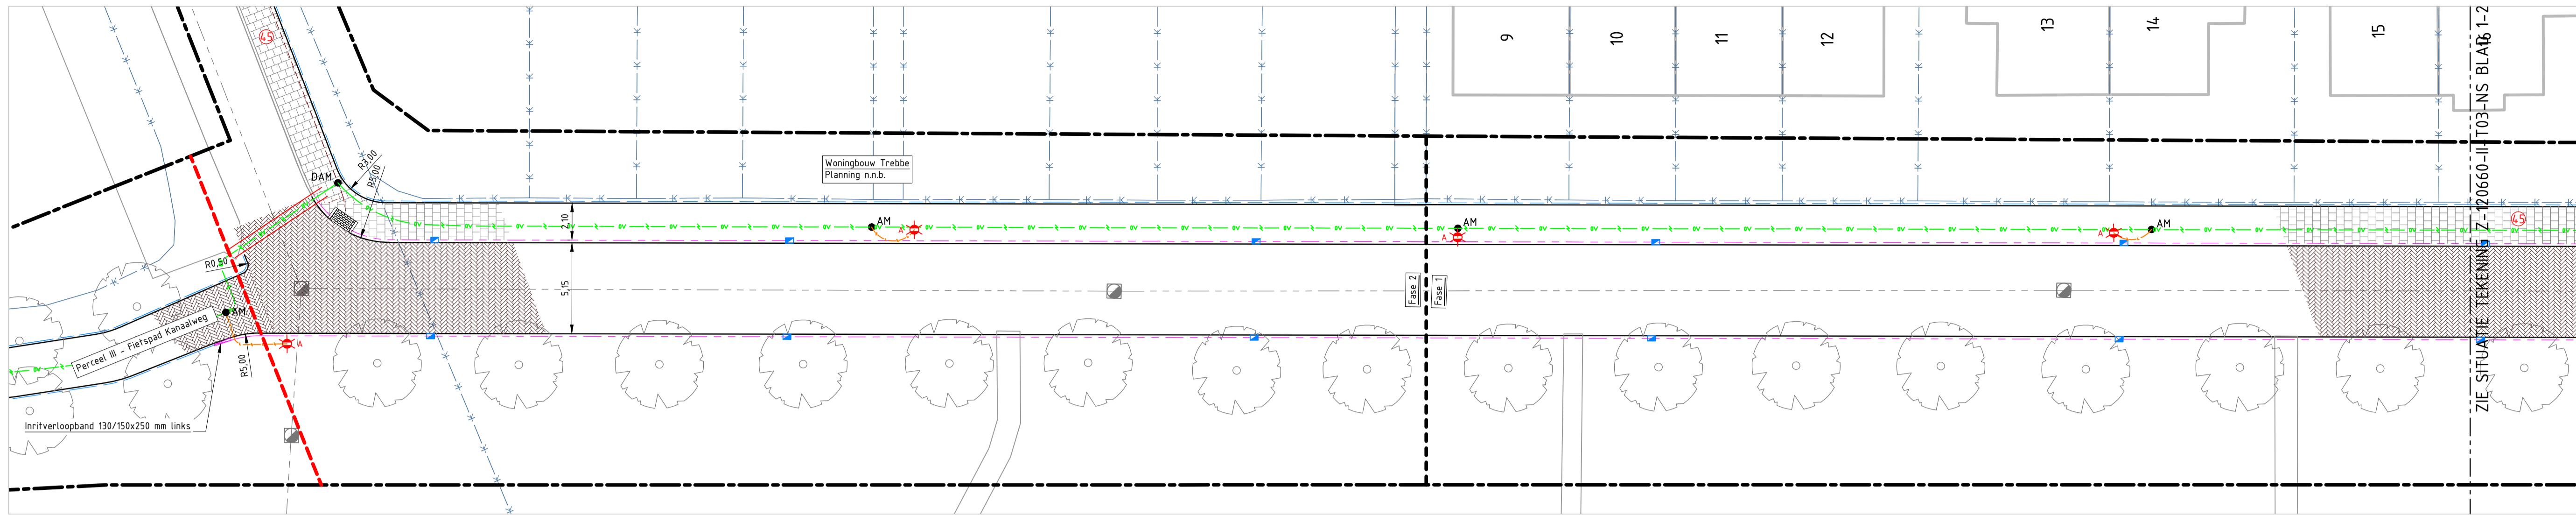 45
9
10
11
12
13
14
15
16
ZIE SITUATIE TEKENING Z-120660-II-T03-NS BLAD 1-2
R3,00
R5,00
DAM
Woningbouw Trebbe
Planning n.n.b.
2,10
AM
A
AM
A
AM
A
45
R0,50
5,15
Fase 2
Fase 1
AM
A
Perceel III - Fietspad Kanaalweg
R5,00
Inritverloopband 130/150x250 mm links